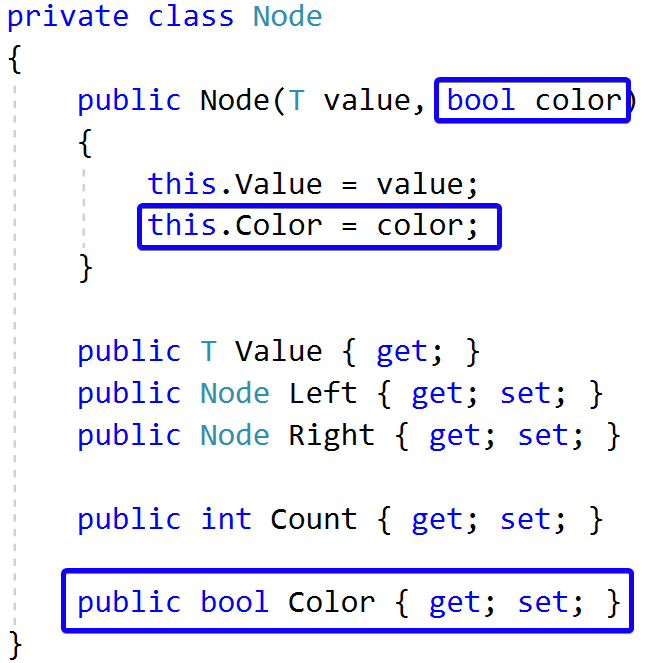 private class Node
{
public Node(T value, bool color)
{
this.Value = value;
this.Color = color;
}
public T Value { get; }
public Node Left { get; set; }
public Node Right { get; set; }
public int Count { get; set; }
public bool Color { get; set; }
}